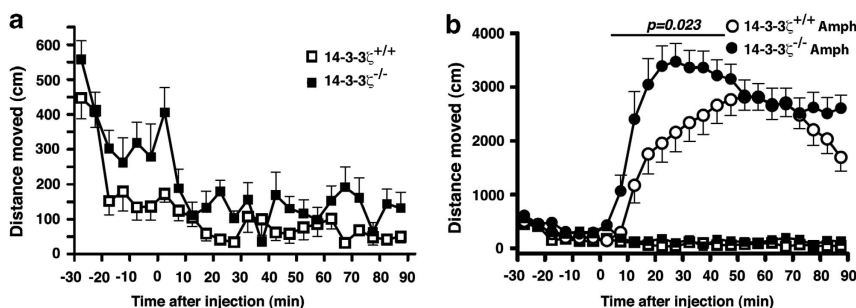 a
Distance moved (cm)
600
500
400
300
200
100
0
14-3-3ζ+/+
14-3-3ζ-/-
-30 -20 -10 0 10 20 30 40 50 60 70 80 90
Time after injection (min)
b
p=0.023
14-3-3ζ+/+ Amph
14-3-3ζ-/- Amph
Distance moved (cm)
4000
3000
2000
1000
0
-30 -20 -10 0 10 20 30 40 50 60 70 80 90
Time after injection (min)